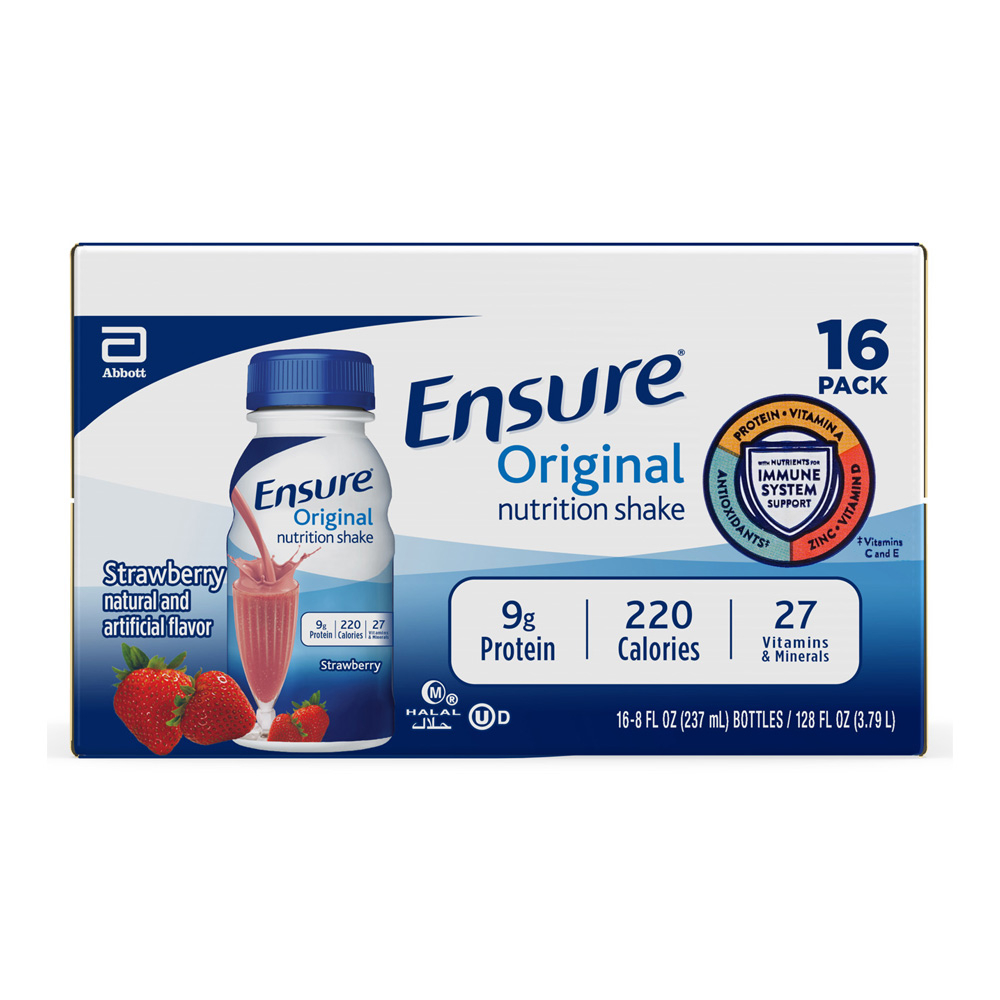 Abbott
16
PACK
Ensure®
Original
nutrition shake
PROTEIN • VITAMIN A
ZINC • VITAMIN D
ANTIOXIDANTS‡
WITH NUTRIENTS FOR
IMMUNE
SYSTEM
SUPPORT
‡Vitamins
C and E
Ensure®
Original
nutrition shake
9g
Protein
220
Calories
27
Vitamins
& Minerals
Strawberry
Strawberry
natural and
artificial flavor
9g
Protein
220
Calories
27
Vitamins
& Minerals
M ®
HALAL
حلال
U D
16-8 FL OZ (237 mL) BOTTLES / 128 FL OZ (3.79 L)